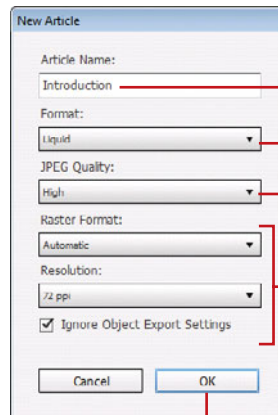 New Article
Article Name:
Introduction
Format:
Liquid
JPEG Quality:
High
Raster Format:
Automatic
Resolution:
72 ppi
Ignore Object Export Settings
Cancel OK